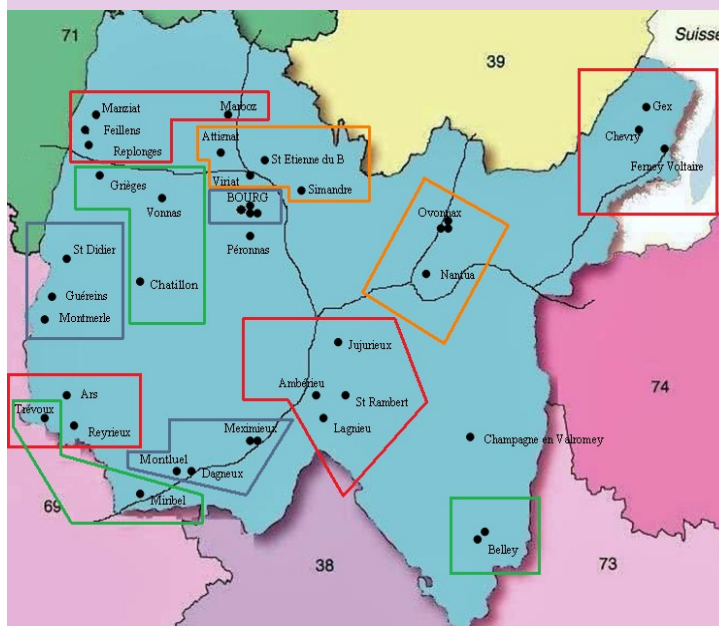 71
Suisse
39
Manziat
Marboz
Gex
Feillens
Chevry
Replonges
Attignat
St Etienne du B
Ferney Voltaire
Grièges
Viriat
Simandre
Vonnas
BOURG
Oyonnax
Péronnas
St Didier
Chatillon
Nantua
Guéreins
Montmerle
Jujurieux
74
Ars
Ambérieu
St Rambert
Trévoux
Reyrieux
Lagnieu
Meximieux
Champagne en Valromey
Montluel
Dagneux
Miribel
69
Belley
38
73